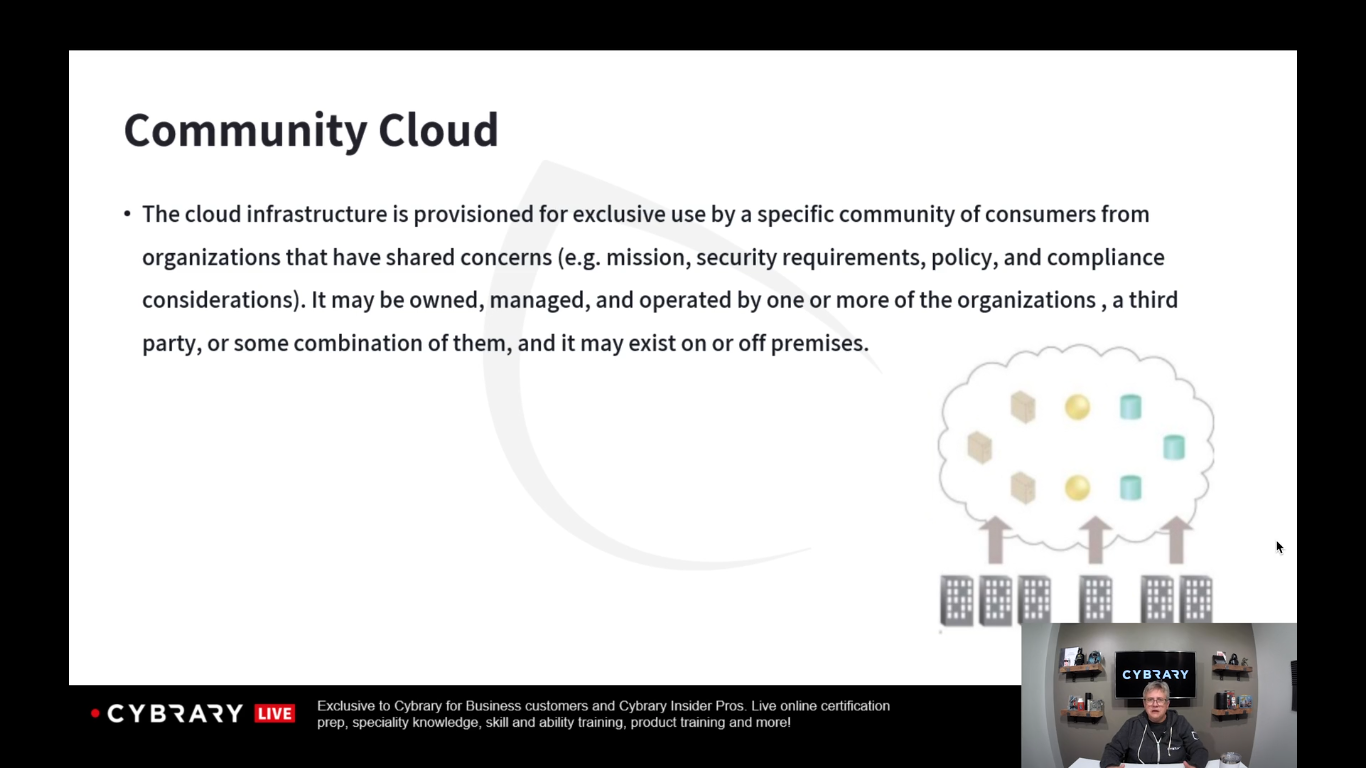 Community Cloud
• The cloud infrastructure is provisioned for exclusive use by a specific community of consumers from
organizations that have shared concerns (e.g. mission, security requirements, policy, and compliance
considerations). It may be owned, managed, and operated by one or more of the organizations , a third
party, or some combination of them, and it may exist on or off premises.
CYBRARY
CYBRARY LIVE
Exclusive to Cybrary for Business customers and Cybrary Insider Pros. Live online certification
prep, speciality knowledge, skill and ability training, product training and more!